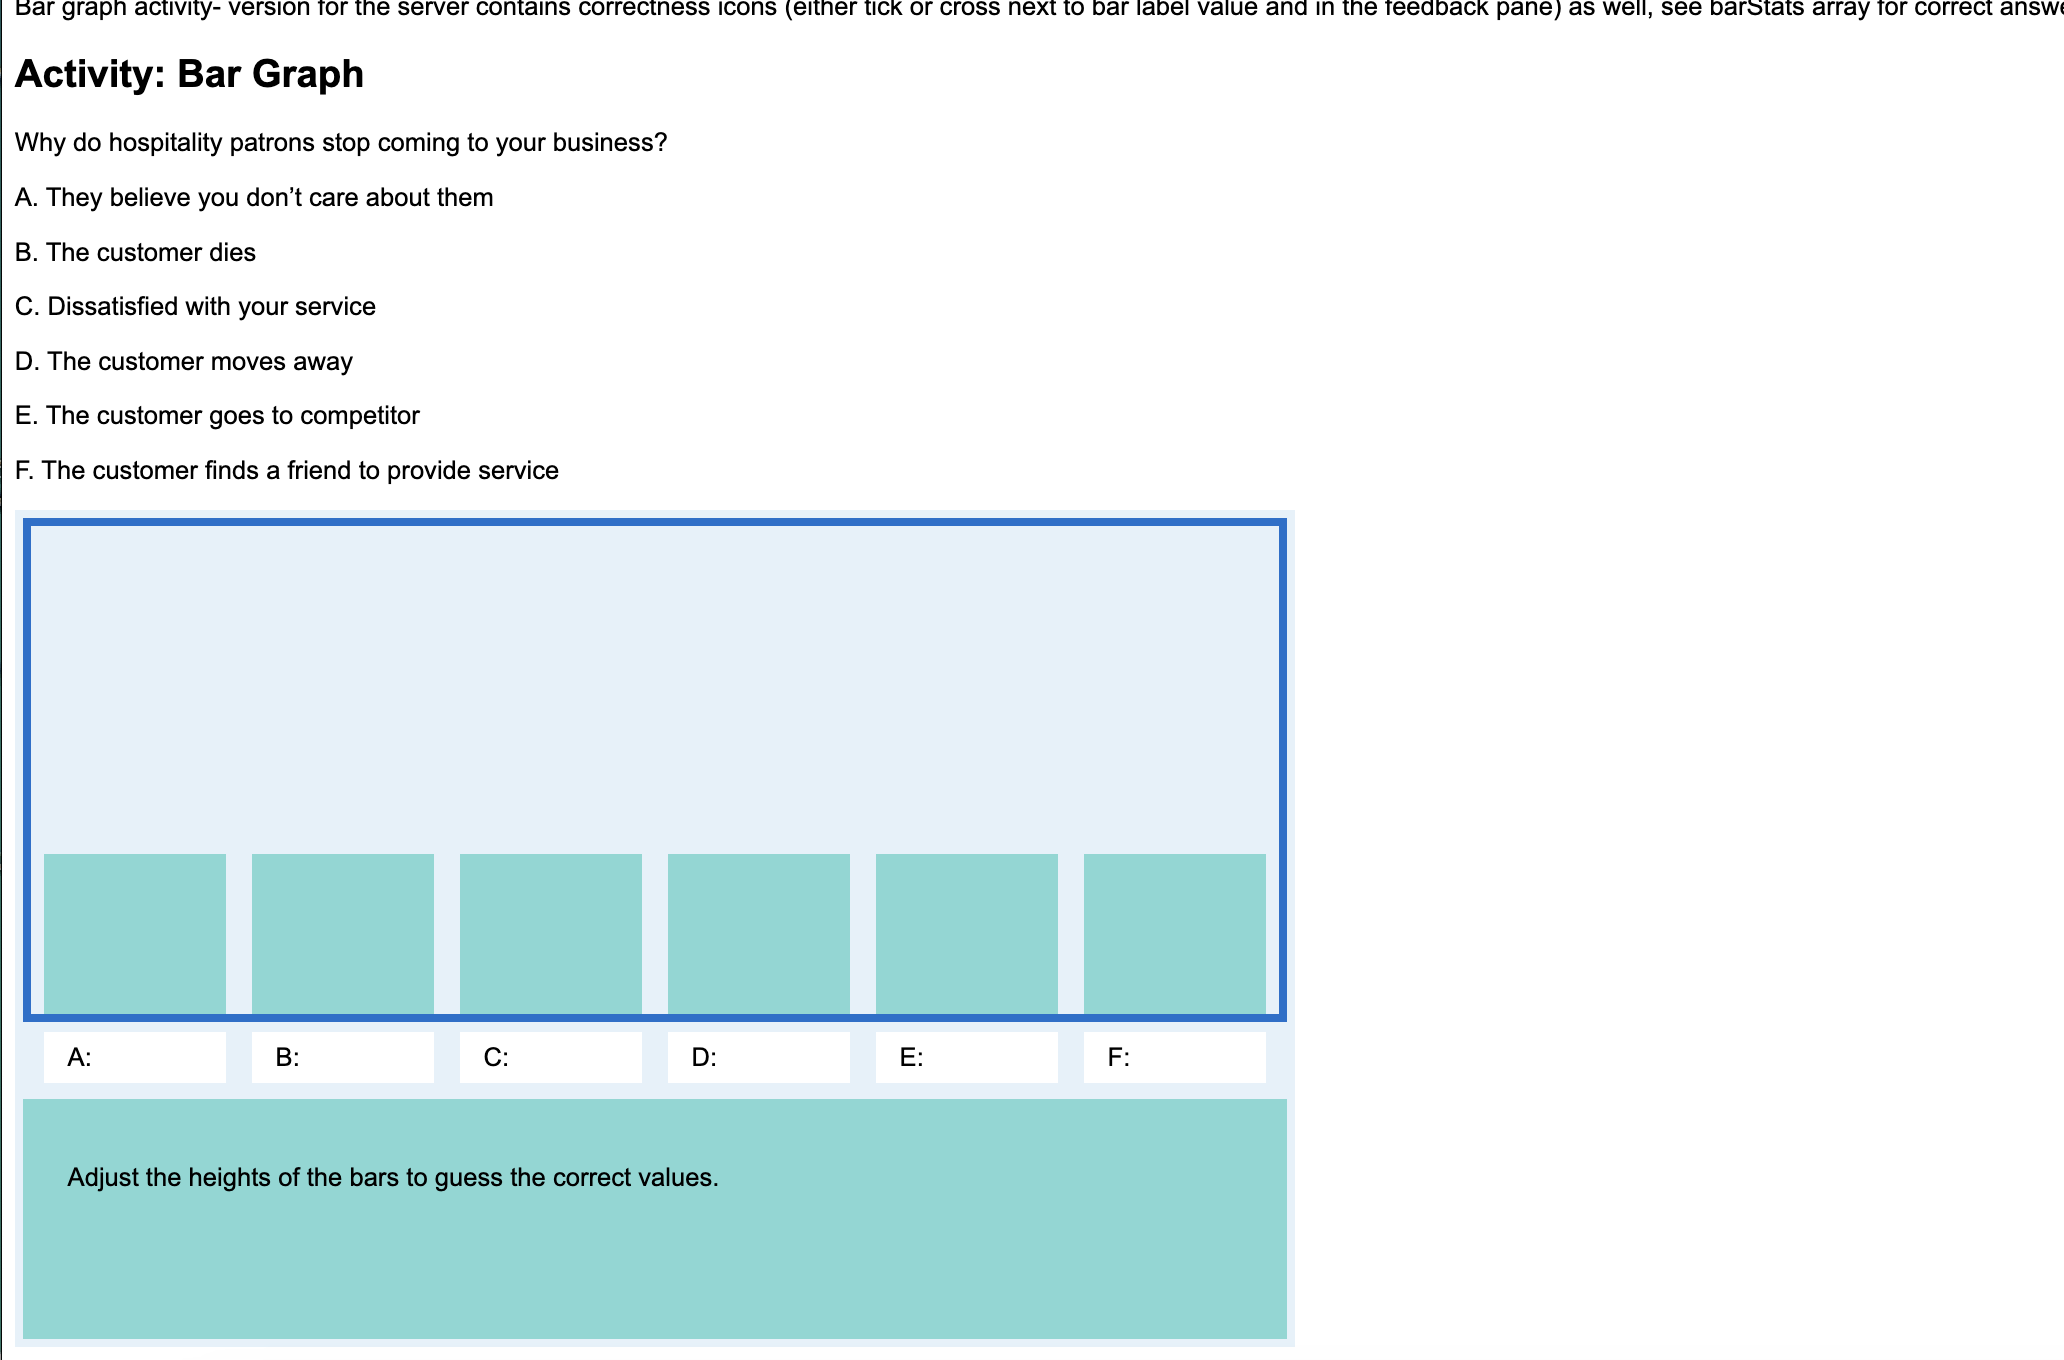 Bar graph activity- version for the server contains correctness icons (either tick or cross next to bar label value and in the feedback pane) as well, see barStats array for correct
Activity: Bar Graph
Why do hospitality patrons stop coming to your business?
A. They believe you don’t care about them
B. The customer dies
C. Dissatisfied with your service
D. The customer moves away
E. The customer goes to competitor
F. The customer finds a friend to provide service
A: B: C: D: E: F:
Adjust the heights of the bars to guess the correct values.